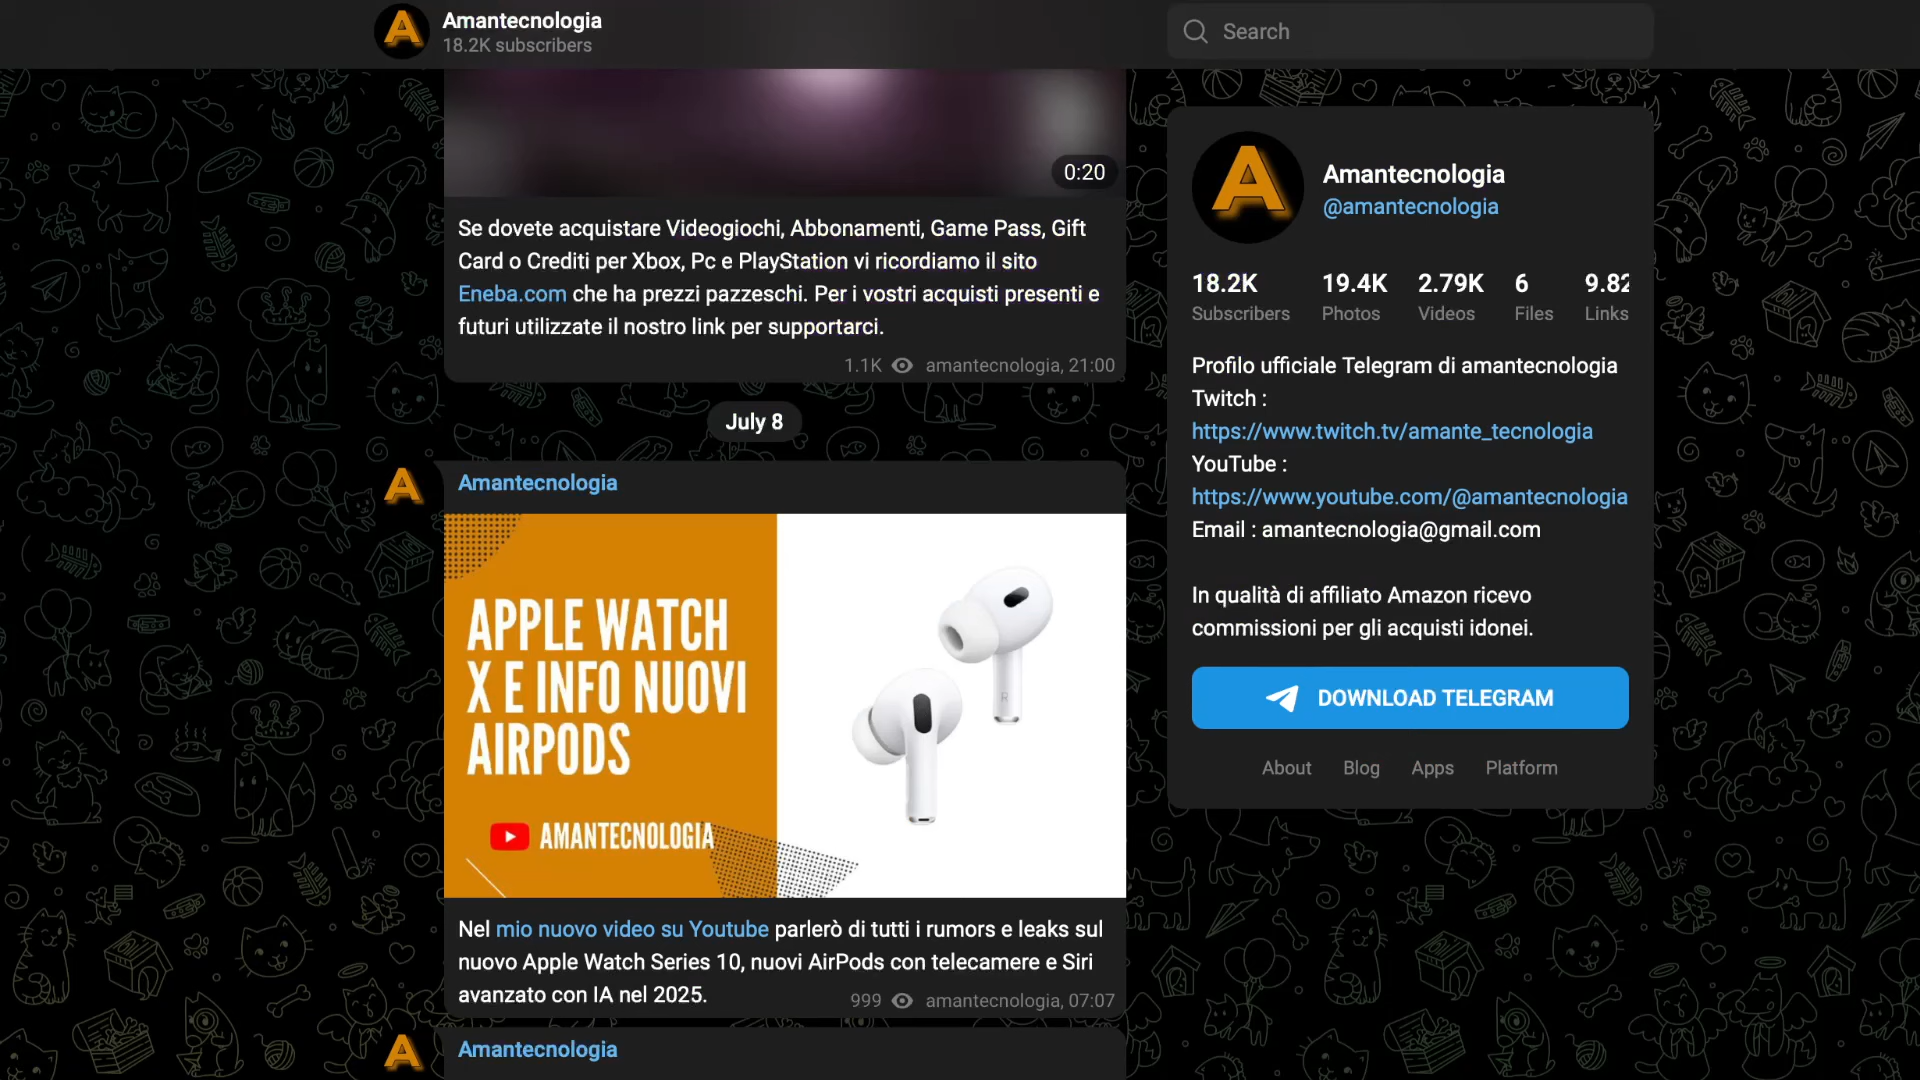 Amantecnologia
18.2K subscribers
Search
0:20
Se dovete acquistare Videogiochi, Abbonamenti, Game Pass, Gift
Card o Crediti per Xbox, Pc e PlayStation vi ricordiamo il sito
Eneba.com che ha prezzi pazzeschi. Per i vostri acquisti presenti e
futuri utilizzate il nostro link per supportarci.
1.1K amantecnologia, 21:00
July 8
Amantecnologia
APPLE WATCH
X E INFO NUOVI
AIRPODS
AMANTECNOLOGIA
R
Nel mio nuovo video su Youtube parlerò di tutti i rumors e leaks sul
nuovo Apple Watch Series 10, nuovi AirPods con telecamere e Siri
avanzato con IA nel 2025.
999 amantecnologia, 07:07
Amantecnologia
Amantecnologia
@amantecnologia
18.2K 19.4K 2.79K 6 9.82
Subscribers Photos Videos Files Links
Profilo ufficiale Telegram di amantecnologia
Twitch :
https://www.twitch.tv/amante_tecnologia
YouTube :
https://www.youtube.com/@amantecnologia
Email : amantecnologia@gmail.com
In qualità di affiliato Amazon ricevo
commissioni per gli acquisti idonei.
DOWNLOAD TELEGRAM
About Blog Apps Platform